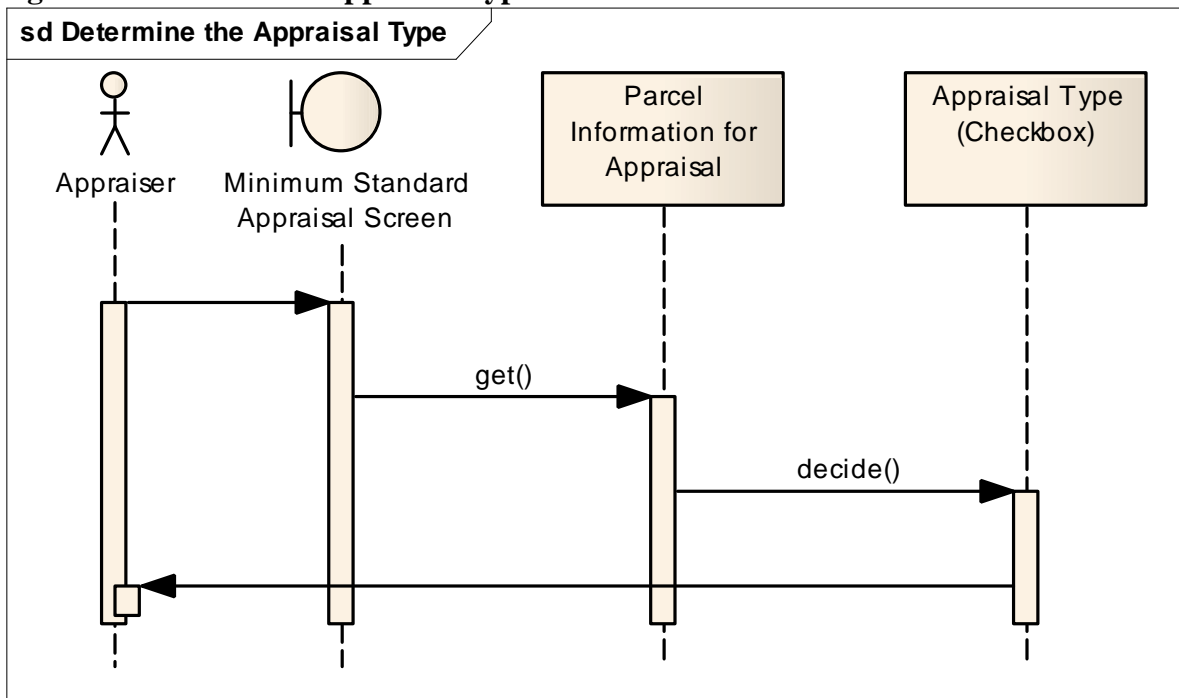 sd Determine the Appraisal Type
Appraiser
Minimum Standard
Appraisal Screen
Parcel
Information for
Appraisal
Appraisal Type
(Checkbox)
get()
decide()